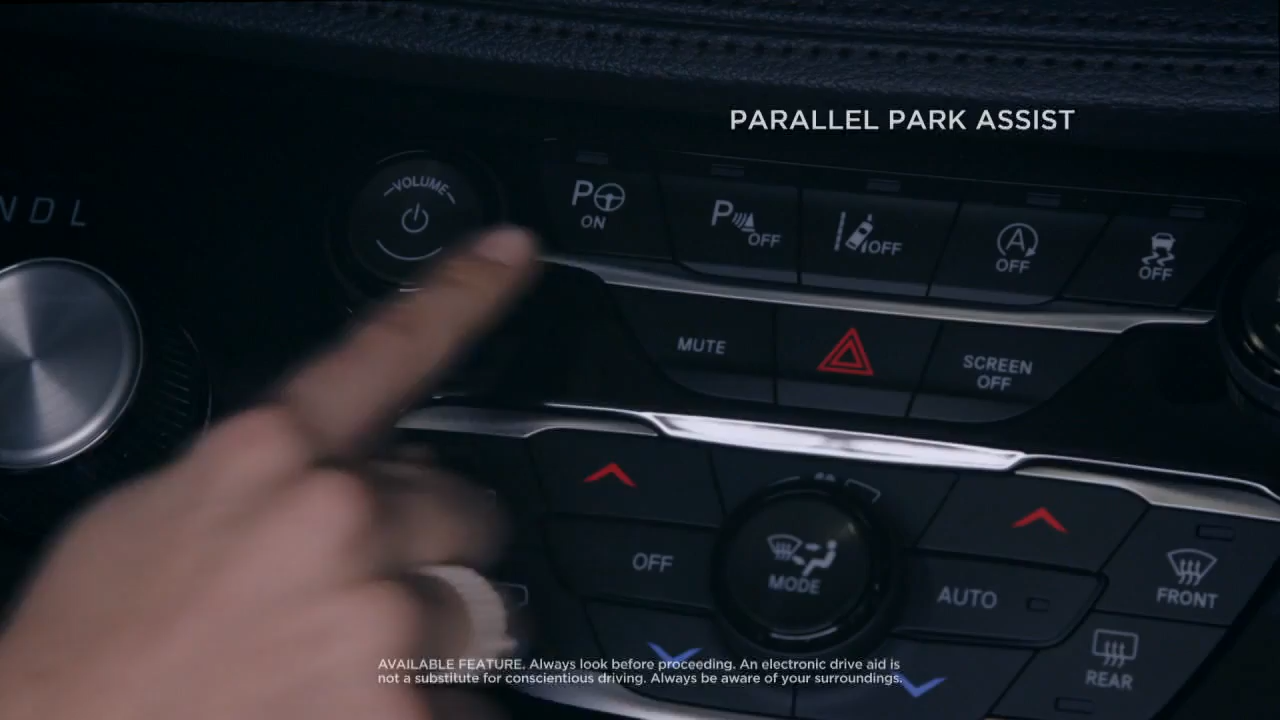 PARALLEL PARK ASSIST
VOLUME
P ON
P OFF
OFF
A OFF
OFF
NDL
MUTE
SCREEN
OFF
OFF
MODE
AUTO
FRONT
REAR
AVAILABLE FEATURE. Always look before proceeding. An electronic drive aid is
not a substitute for conscientious driving. Always be aware of your surroundings.